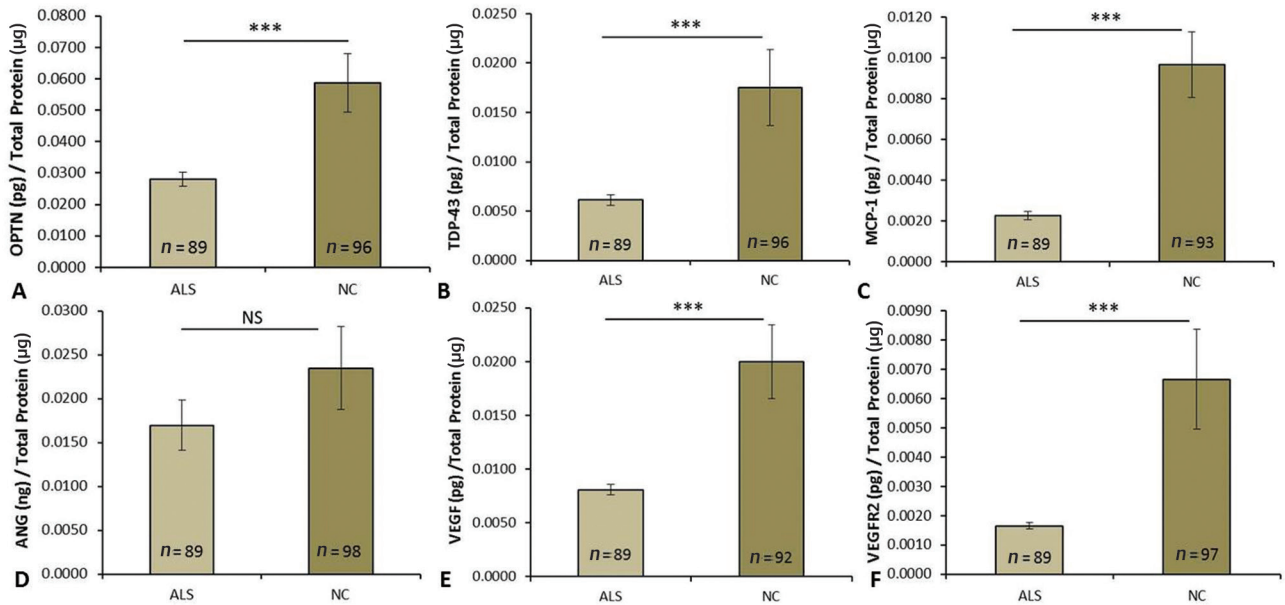 OPTN (pg) / Total Protein (µg)
0.0800
0.0700
0.0600
0.0500
0.0400
0.0300
0.0200
0.0100
0.0000
***
n = 89
n = 96
ALS
NC
A
TDP-43 (pg) / Total Protein (µg)
0.0250
0.0200
0.0150
0.0100
0.0050
0.0000
***
n = 89
n = 96
ALS
NC
B
MCP-1 (pg) / Total Protein (µg)
0.0120
0.0100
0.0080
0.0060
0.0040
0.0020
0.0000
***
n = 89
n = 93
ALS
NC
C
ANG (ng) / Total Protein (µg)
0.0300
0.0250
0.0200
0.0150
0.0100
0.0050
0.0000
NS
n = 89
n = 98
ALS
NC
D
VEGF (pg) /Total Protein (µg)
0.0250
0.0200
0.0150
0.0100
0.0050
0.0000
***
n = 89
n = 92
ALS
NC
E
VEGFR2 (pg) / Total Protein (µg)
0.0090
0.0080
0.0070
0.0060
0.0050
0.0040
0.0030
0.0020
0.0010
0.0000
***
n = 89
n = 97
ALS
NC
F